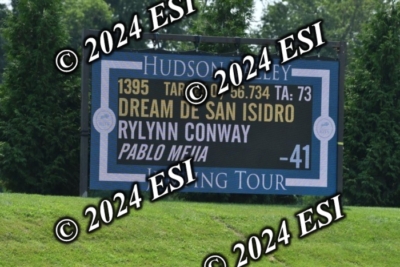 © 2024 ESI
© 2024 ESI
HUDSON
1395 TA: 73
56.734
DREAM DE SAN ISIDRO
RYLYNN CONWAY
PABLO MEJIA -41
TOUR
© 2024 ESI
© 2024 ESI
© 2024 ESI
© 2024 ESI